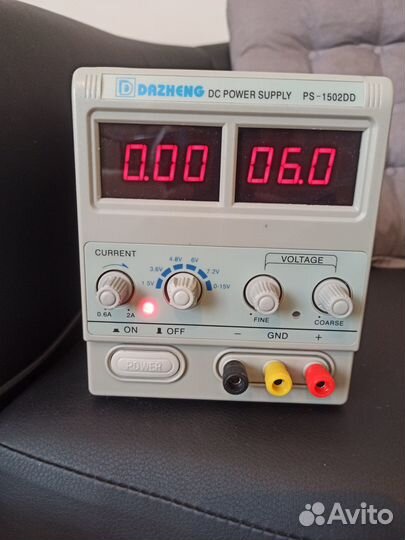 D DAZHENG DC POWER SUPPLY PS-1502DD
0.00 06.0
CURRENT
0.6A 2A
1.5V 3.6V 4.8V 6V 7.2V 0-15V
VOLTAGE
FINE COARSE
ON OFF
POWER
- GND +
Avito